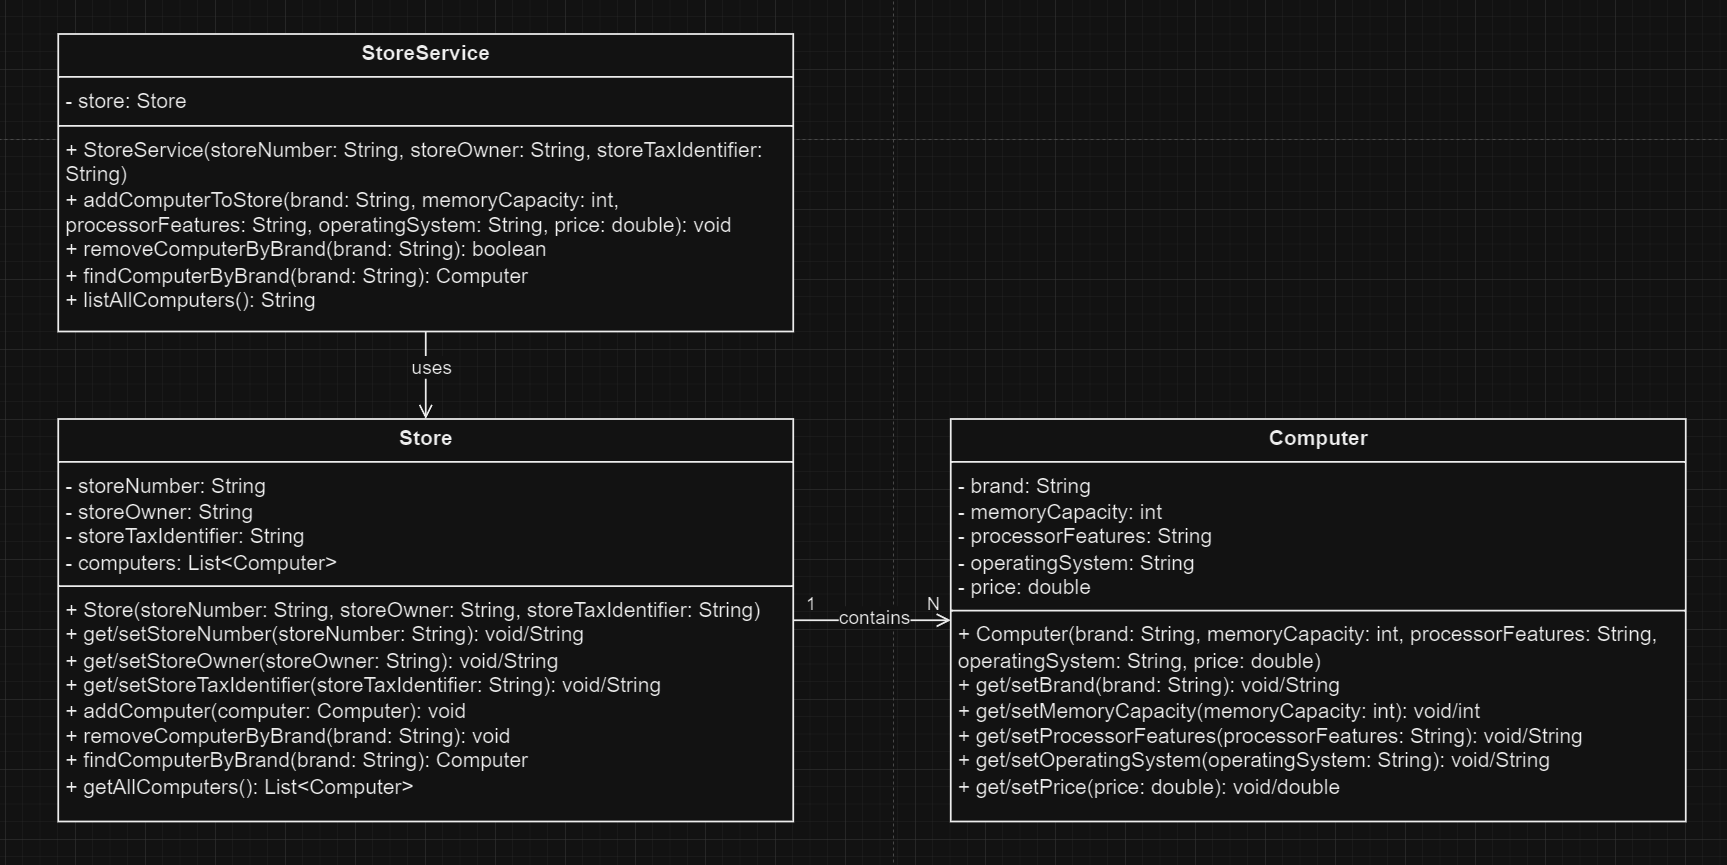 StoreService
- store: Store
+ StoreService(storeNumber: String, storeOwner: String, storeTaxIdentifier:
String)
+ addComputerToStore(brand: String, memoryCapacity: int,
processorFeatures: String, operatingSystem: String, price: double): void
+ removeComputerByBrand(brand: String): boolean
+ findComputerByBrand(brand: String): Computer
+ listAllComputers(): String
uses
Store
- storeNumber: String
- storeOwner: String
- storeTaxIdentifier: String
- computers: List<Computer>
+ Store(storeNumber: String, storeOwner: String, storeTaxIdentifier: String)
+ get/setStoreNumber(storeNumber: String): void/String
+ get/setStoreOwner(storeOwner: String): void/String
+ get/setStoreTaxIdentifier(storeTaxIdentifier: String): void/String
+ addComputer(computer: Computer): void
+ removeComputerByBrand(brand: String): void
+ findComputerByBrand(brand: String): Computer
+ getAllComputers(): List<Computer>
1
contains
N
Computer
- brand: String
- memoryCapacity: int
- processorFeatures: String
- operatingSystem: String
- price: double
+ Computer(brand: String, memoryCapacity: int, processorFeatures: String,
operatingSystem: String, price: double)
+ get/setBrand(brand: String): void/String
+ get/setMemoryCapacity(memoryCapacity: int): void/int
+ get/setProcessorFeatures(processorFeatures: String): void/String
+ get/setOperatingSystem(operatingSystem: String): void/String
+ get/setPrice(price: double): void/double